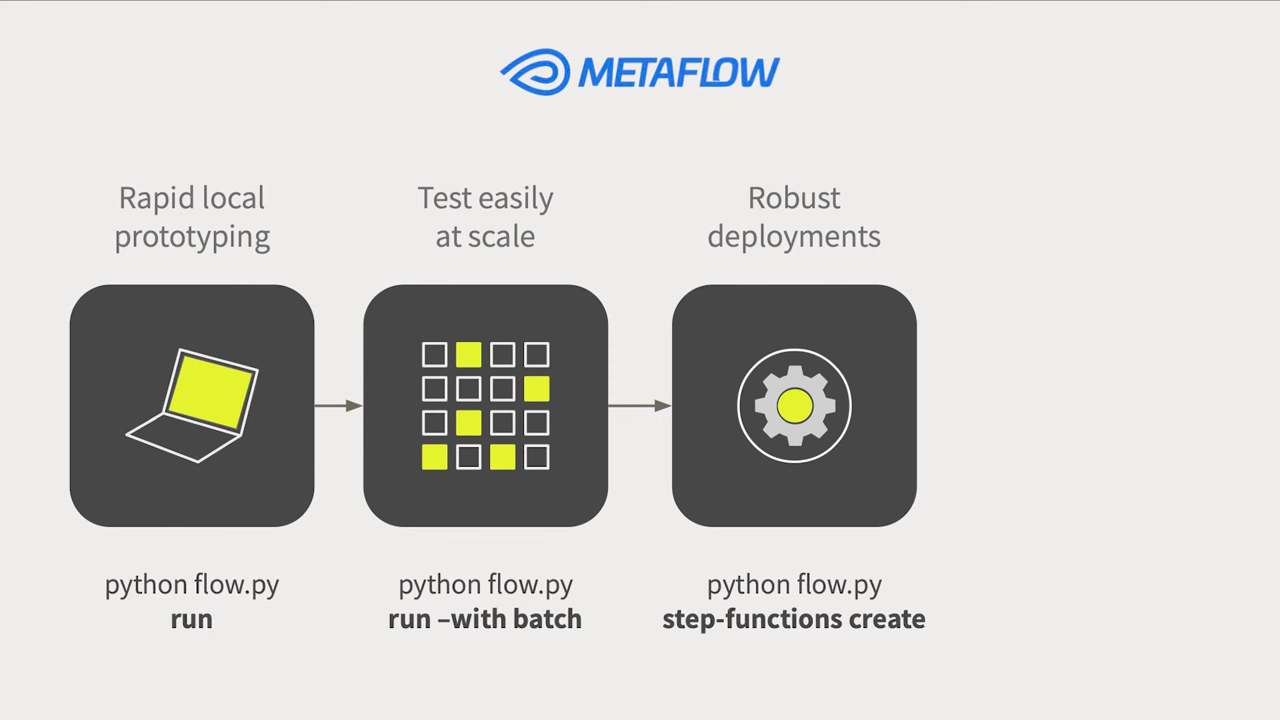 METAFLOW
Rapid local
prototyping
Test easily
at scale
Robust
deployments
python flow.py
run
python flow.py
run –with batch
python flow.py
step-functions create